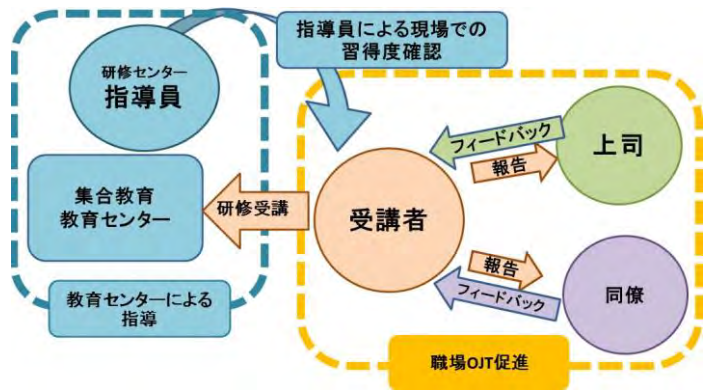 指導員による現場での
習得度確認
研修センター
指導員
集合教育
教育センター
研修受講
教育センターによる
指導
受講者
フィードバック
報告
上司
報告
フィードバック
同僚
職場OJT促進